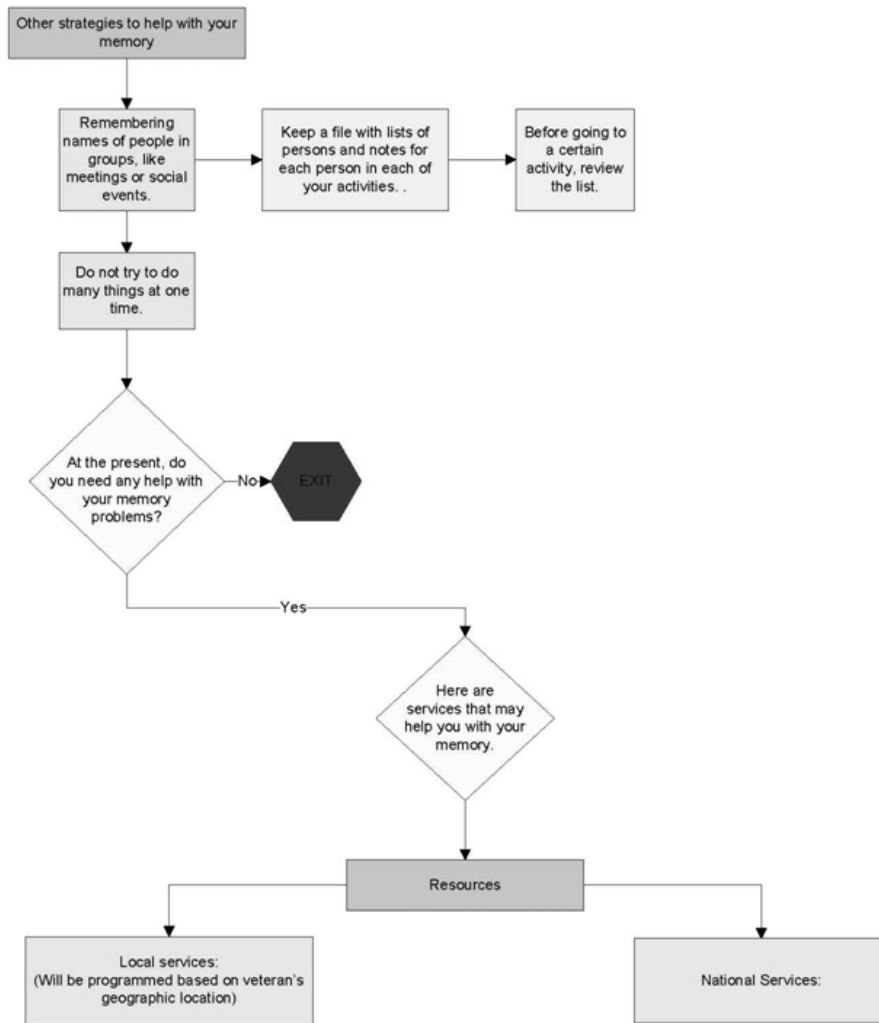 Other strategies to help with your
memory
Remembering
names of people in
groups, like
meetings or social
events.
Keep a file with lists of
persons and notes for
each person in each of
your activities. .
Before going to
a certain
activity, review
the list.
Do not try to do
many things at one
time.
At the present, do
you need any help with
your memory
problems?
No
EXIT
Yes
Here are
services that may
help you with your
memory.
Resources
Local services:
(Will be programmed based on veteran's
geographic location)
National Services: